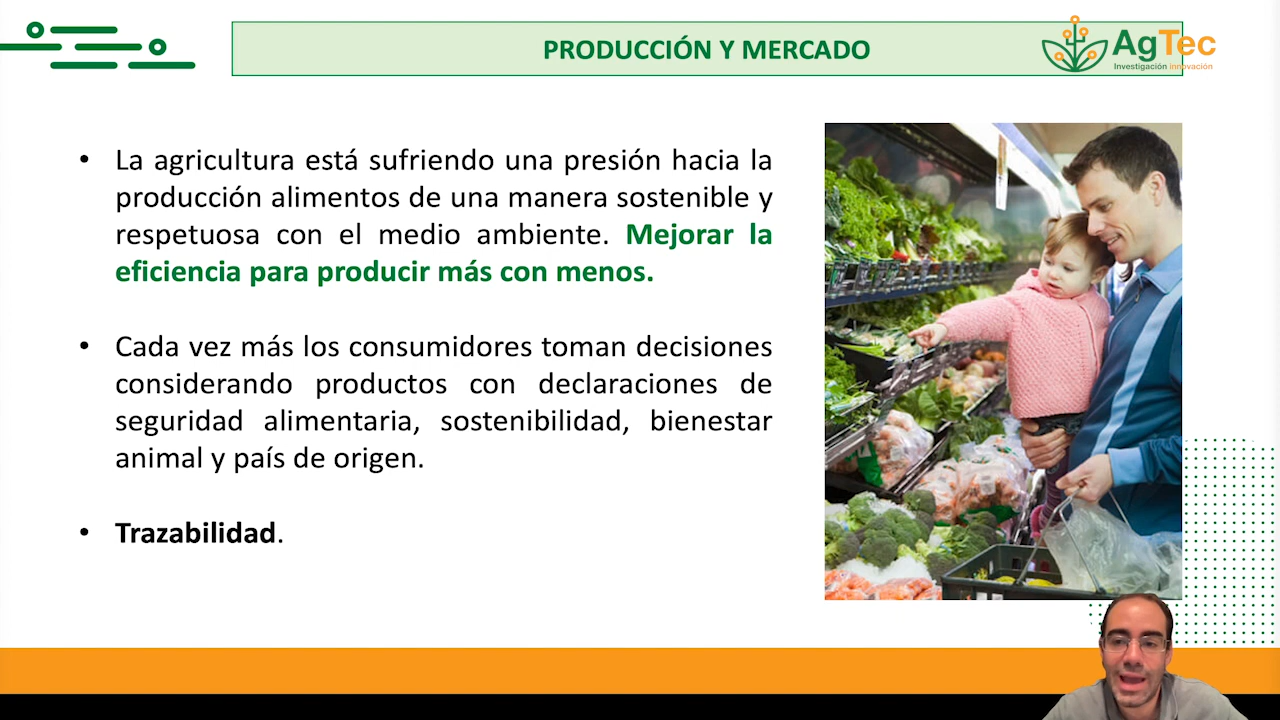 PRODUCCIÓN Y MERCADO
AgTec
Investigación innovación
• La agricultura está sufriendo una presión hacia la
producción alimentos de una manera sostenible y
respetuosa con el medio ambiente. Mejorar la
eficiencia para producir más con menos.
• Cada vez más los consumidores toman decisiones
considerando productos con declaraciones de
seguridad alimentaria, sostenibilidad, bienestar
animal y país de origen.
• Trazabilidad.